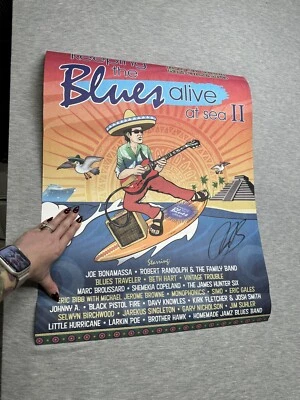 the
Blues alive
at sea II
Starring
JOE BONAMASSA • ROBERT RANDOLPH & THE FAMILY BAND
BLUES TRAVELER • BETH HART • VINTAGE TROUBLE
MARC BROUSSARD • SHEMEKIA COPELAND • THE JAMES HUNTER SIX
ERIC BIBB WITH MICHAEL JEROME BROWNE • MONOPHONICS • SIMO • ERIC GALES
JOHNNY A. • BLACK PISTOL FIRE • DAVY KNOWLES • KIRK FLETCHER & JOSH SMITH
SELWYN BIRCHWOOD • JAREKUS SINGLETON • GARY NICHOLSON • JIM SUHLER
LITTLE HURRICANE • LARKIN POE • BROTHER HAWK • HOMEMADE JAMZ BLUES BAND